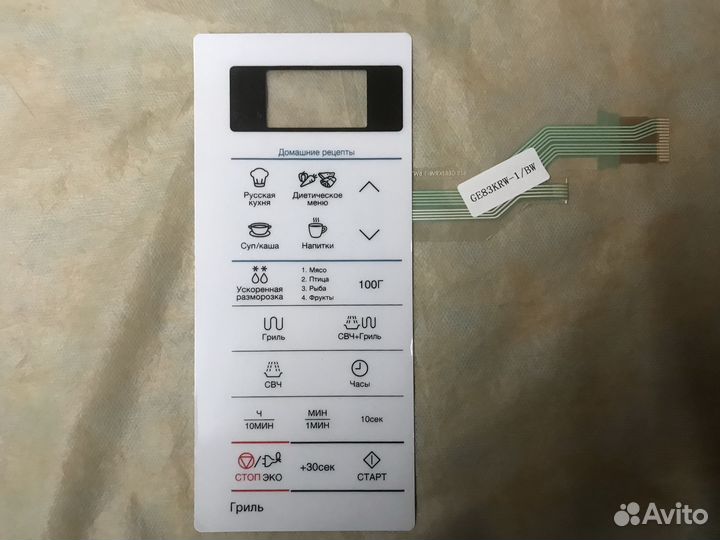 Домашние рецепты
Русская кухня
Диетическое меню
Суп/каша
Напитки
Ускоренная разморозка
1. Мясо
2. Птица
3. Рыба
4. Фрукты
100Г
Гриль
СВЧ+Гриль
СВЧ
Часы
Ч
10МИН
МИН
1МИН
10сек
СТОП ЭКО
+30сек
СТАРТ
Гриль
GE83KRW-1/BW
Avito